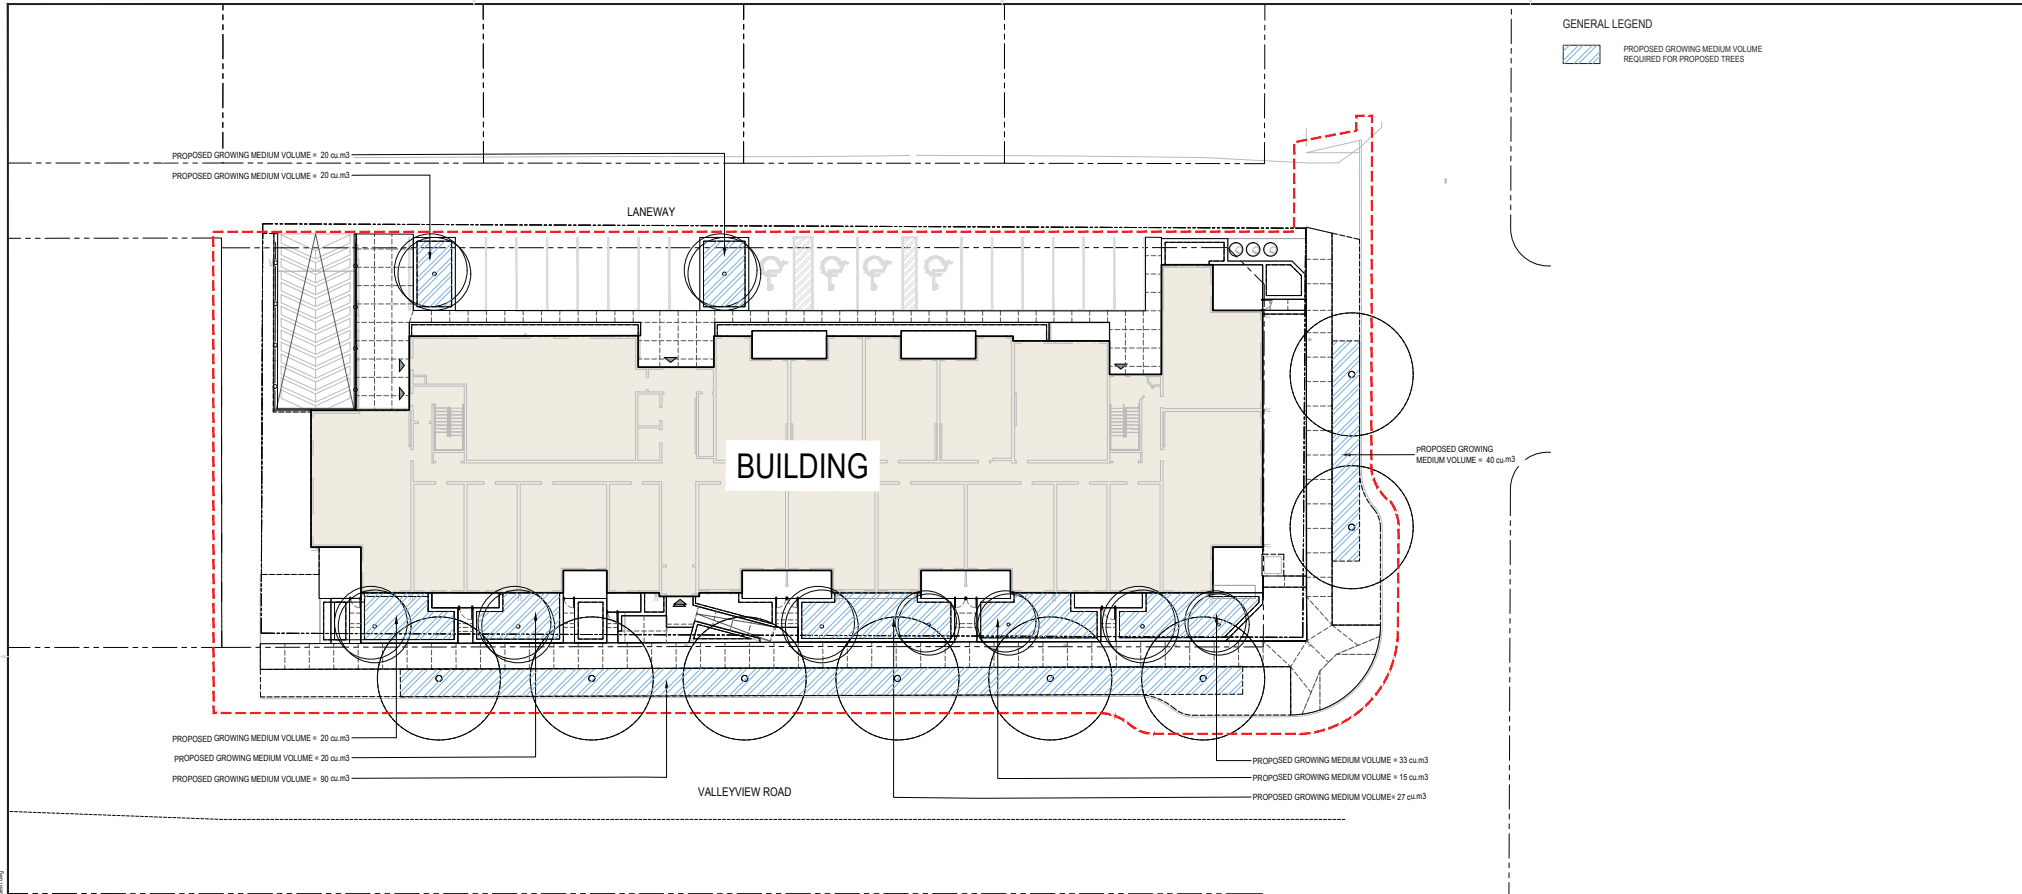 GENERAL LEGEND
PROPOSED GROWING MEDIUM VOLUME
REQUIRED FOR PROPOSED TREES
PROPOSED GROWING MEDIUM VOLUME = 20 cu.m3
PROPOSED GROWING MEDIUM VOLUME = 20 cu.m3
LANEWAY
BUILDING
PROPOSED GROWING
MEDIUM VOLUME = 40 cu.m3
PROPOSED GROWING MEDIUM VOLUME = 20 cu.m3
PROPOSED GROWING MEDIUM VOLUME = 20 cu.m3
PROPOSED GROWING MEDIUM VOLUME = 90 cu.m3
VALLEYVIEW ROAD
PROPOSED GROWING MEDIUM VOLUME = 33 cu.m3
PROPOSED GROWING MEDIUM VOLUME = 15 cu.m3
PROPOSED GROWING MEDIUM VOLUME= 27 cu.m3